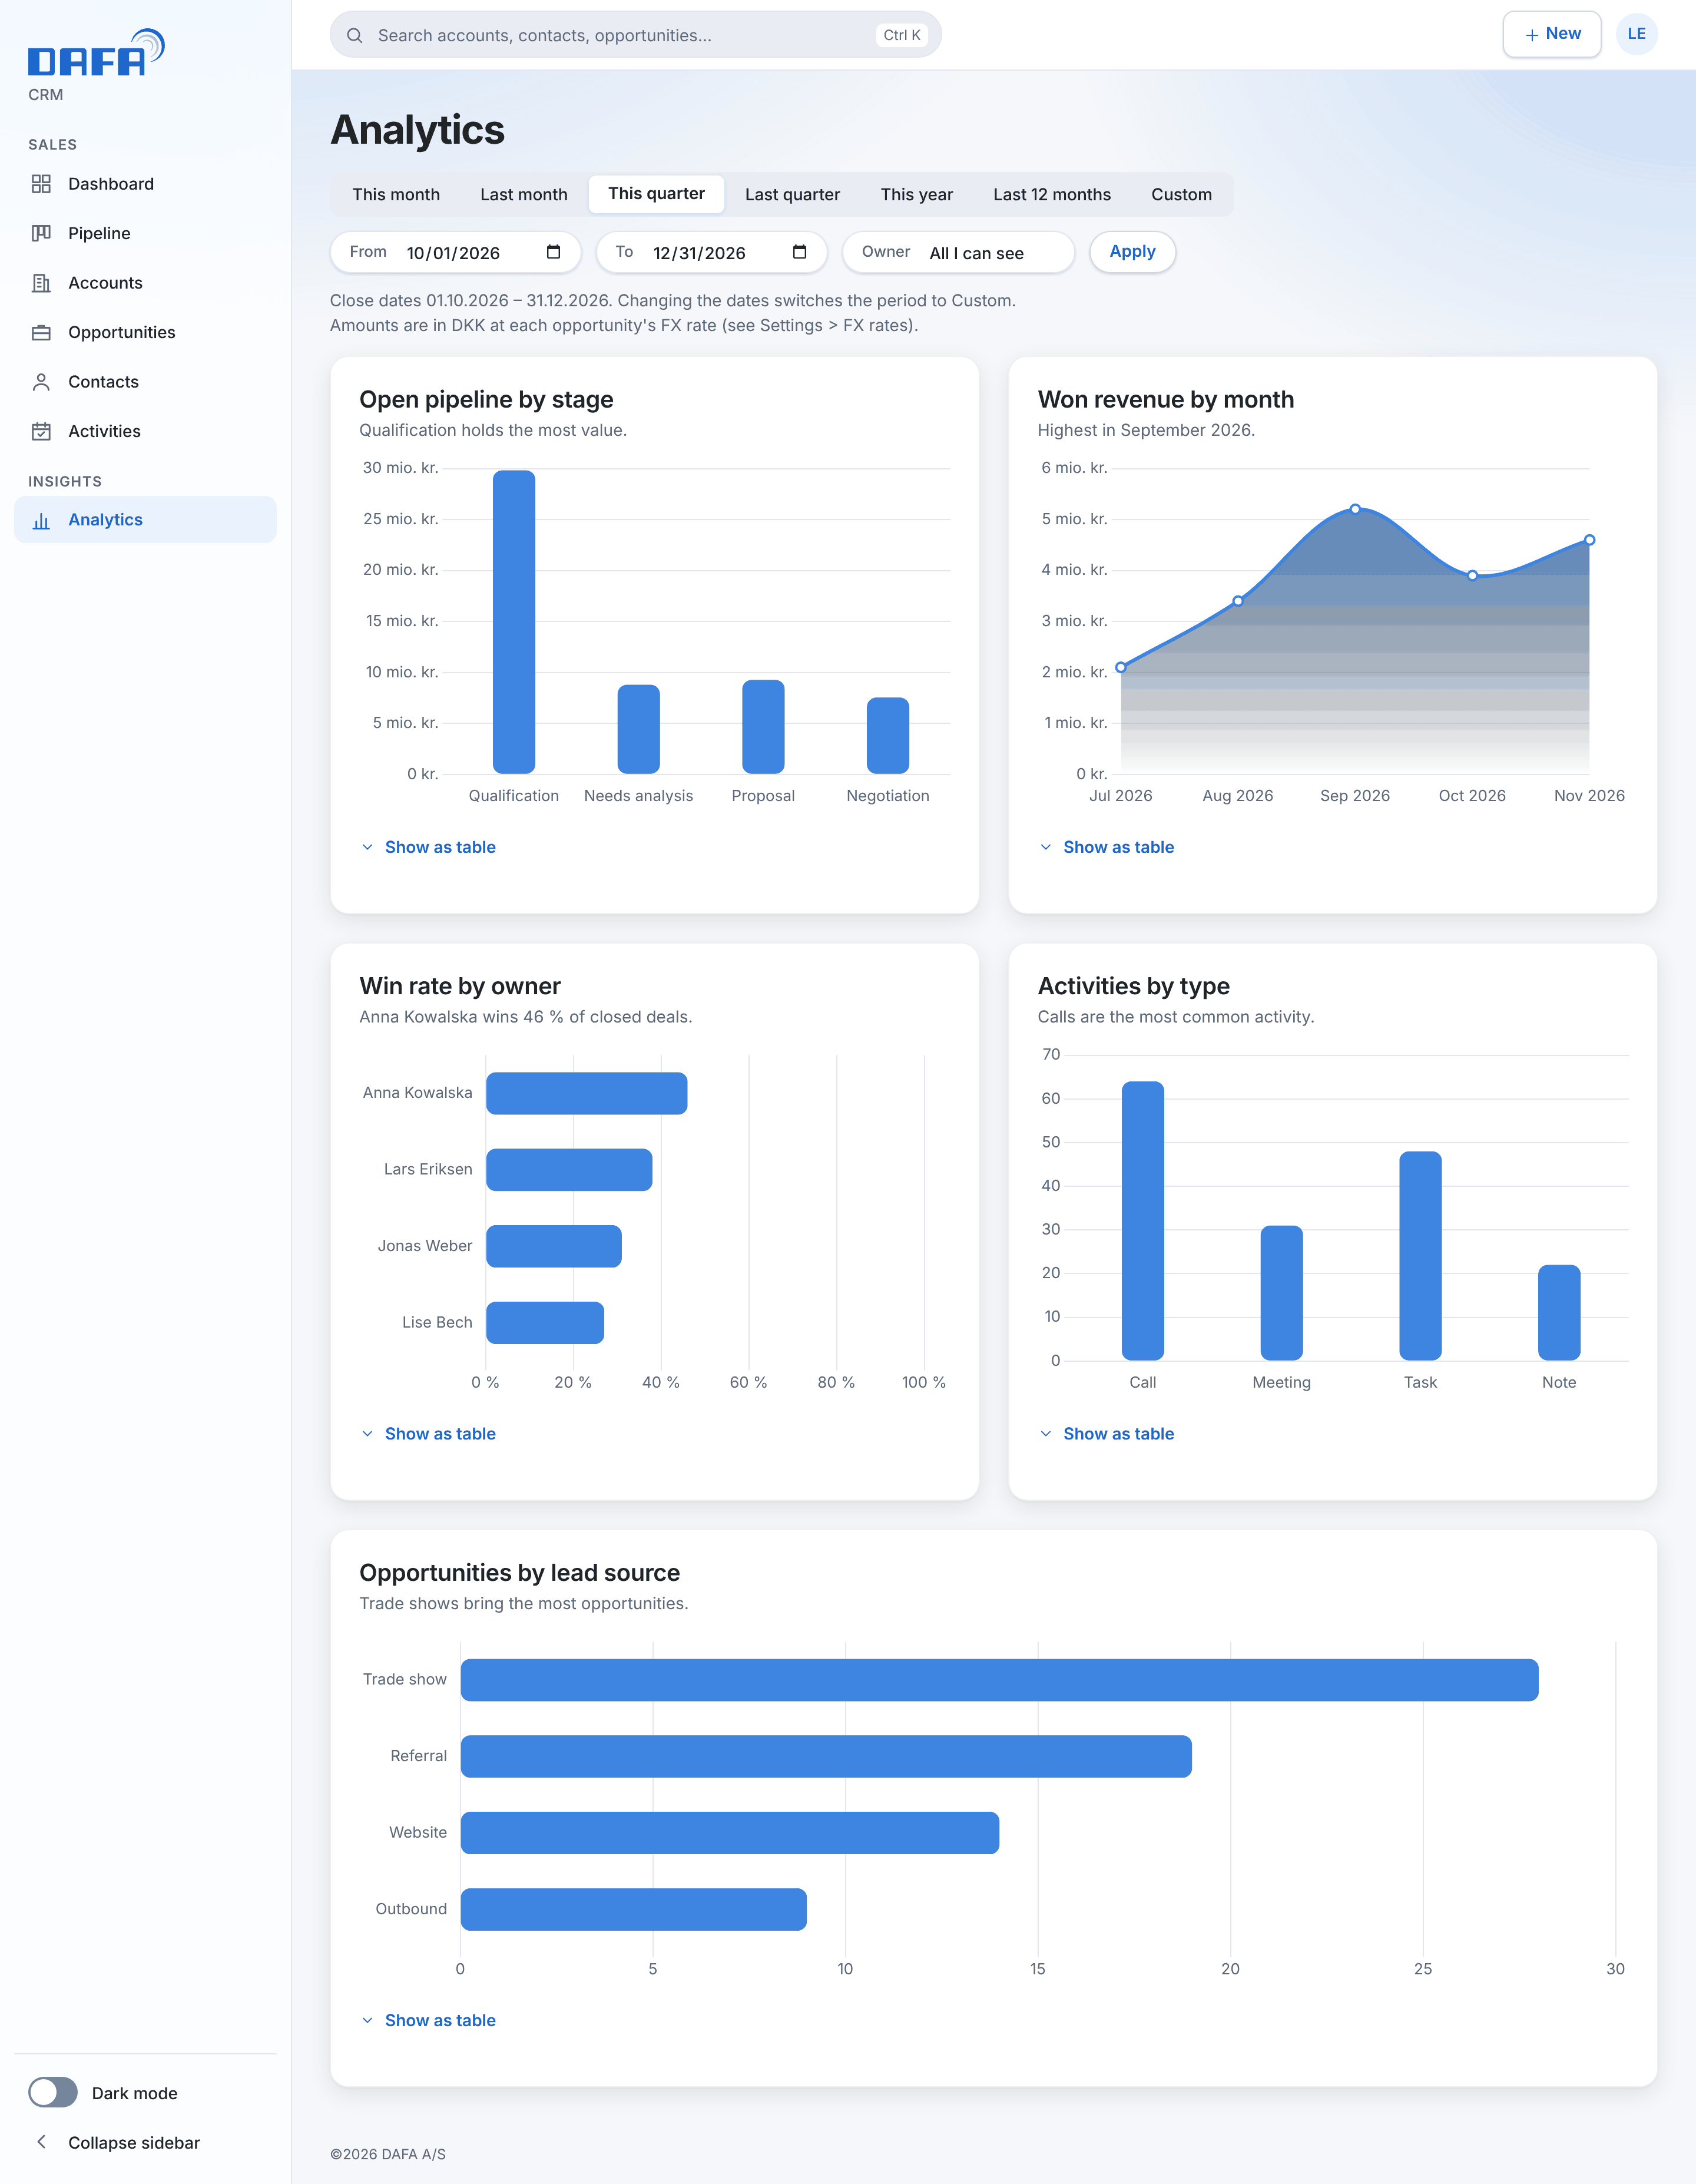 DAFA
CRM
SALES
Dashboard
Pipeline
Accounts
Opportunities
Contacts
Activities
INSIGHTS
Analytics
Dark mode
Collapse sidebar
Search accounts, contacts, opportunities...
Ctrl K
+ New
LE
Analytics
This month Last month This quarter Last quarter This year Last 12 months Custom
From 10/01/2026 To 12/31/2026 Owner All I can see Apply
Close dates 01.10.2026 – 31.12.2026. Changing the dates switches the period to Custom.
Amounts are in DKK at each opportunity's FX rate (see Settings > FX rates).
Open pipeline by stage
Qualification holds the most value.
30 mio. kr.
25 mio. kr.
20 mio. kr.
15 mio. kr.
10 mio. kr.
5 mio. kr.
0 kr.
Qualification Needs analysis Proposal Negotiation
Show as table
Won revenue by month
Highest in September 2026.
6 mio. kr.
5 mio. kr.
4 mio. kr.
3 mio. kr.
2 mio. kr.
1 mio. kr.
0 kr.
Jul 2026 Aug 2026 Sep 2026 Oct 2026 Nov 2026
Show as table
Win rate by owner
Anna Kowalska wins 46 % of closed deals.
Anna Kowalska
Lars Eriksen
Jonas Weber
Lise Bech
0 % 20 % 40 % 60 % 80 % 100 %
Show as table
Activities by type
Calls are the most common activity.
70
60
50
40
30
20
10
0
Call Meeting Task Note
Show as table
Opportunities by lead source
Trade shows bring the most opportunities.
Trade show
Referral
Website
Outbound
0 5 10 15 20 25 30
Show as table
©2026 DAFA A/S